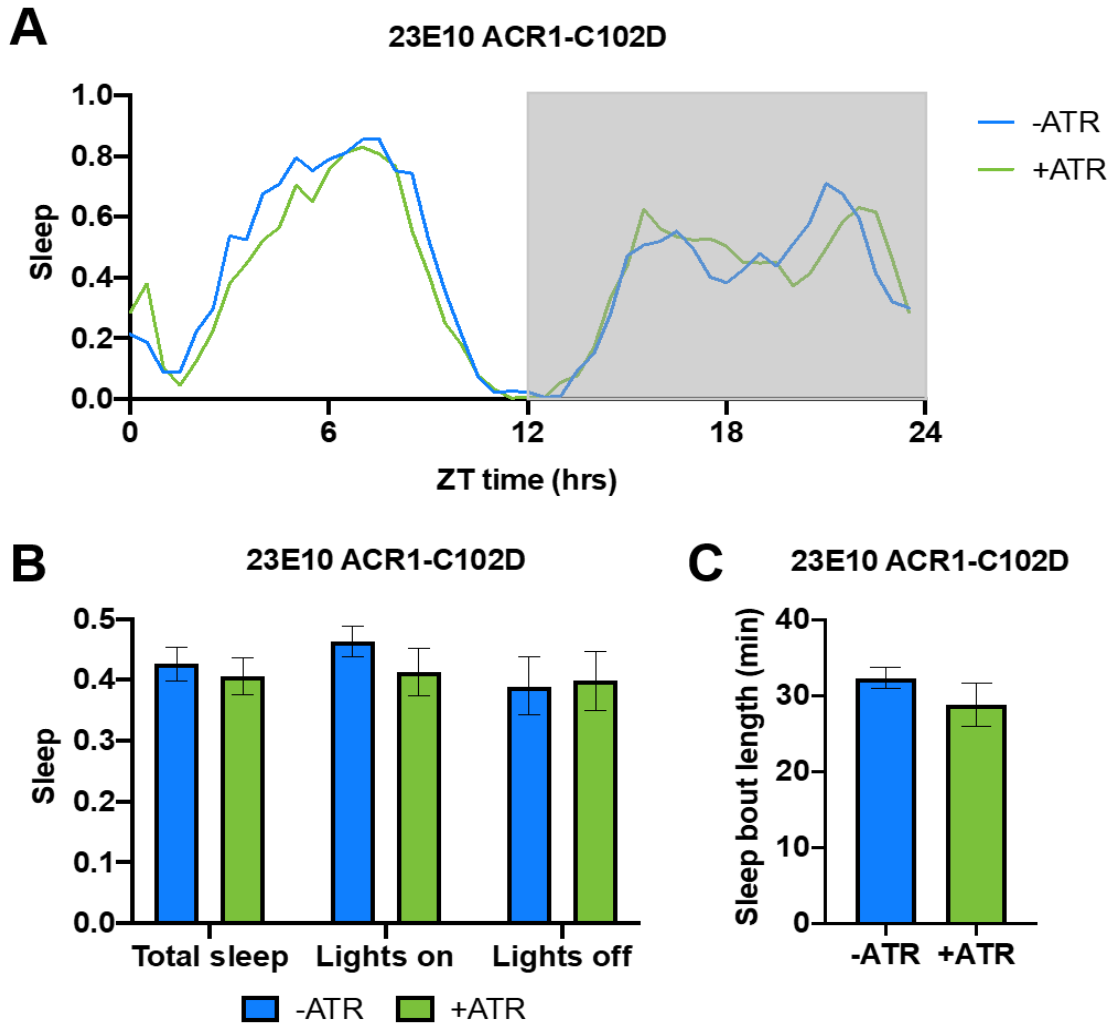 A
23E10 ACR1-C102D
1.0
0.8
0.6
0.4
0.2
0.0
Sleep
0 6 12 18 24
ZT time (hrs)
-ATR
+ATR
B
23E10 ACR1-C102D
0.5
0.4
0.3
0.2
0.1
0.0
Sleep
Total sleep Lights on Lights off
-ATR +ATR
C
23E10 ACR1-C102D
40
30
20
10
0
Sleep bout length (min)
-ATR +ATR